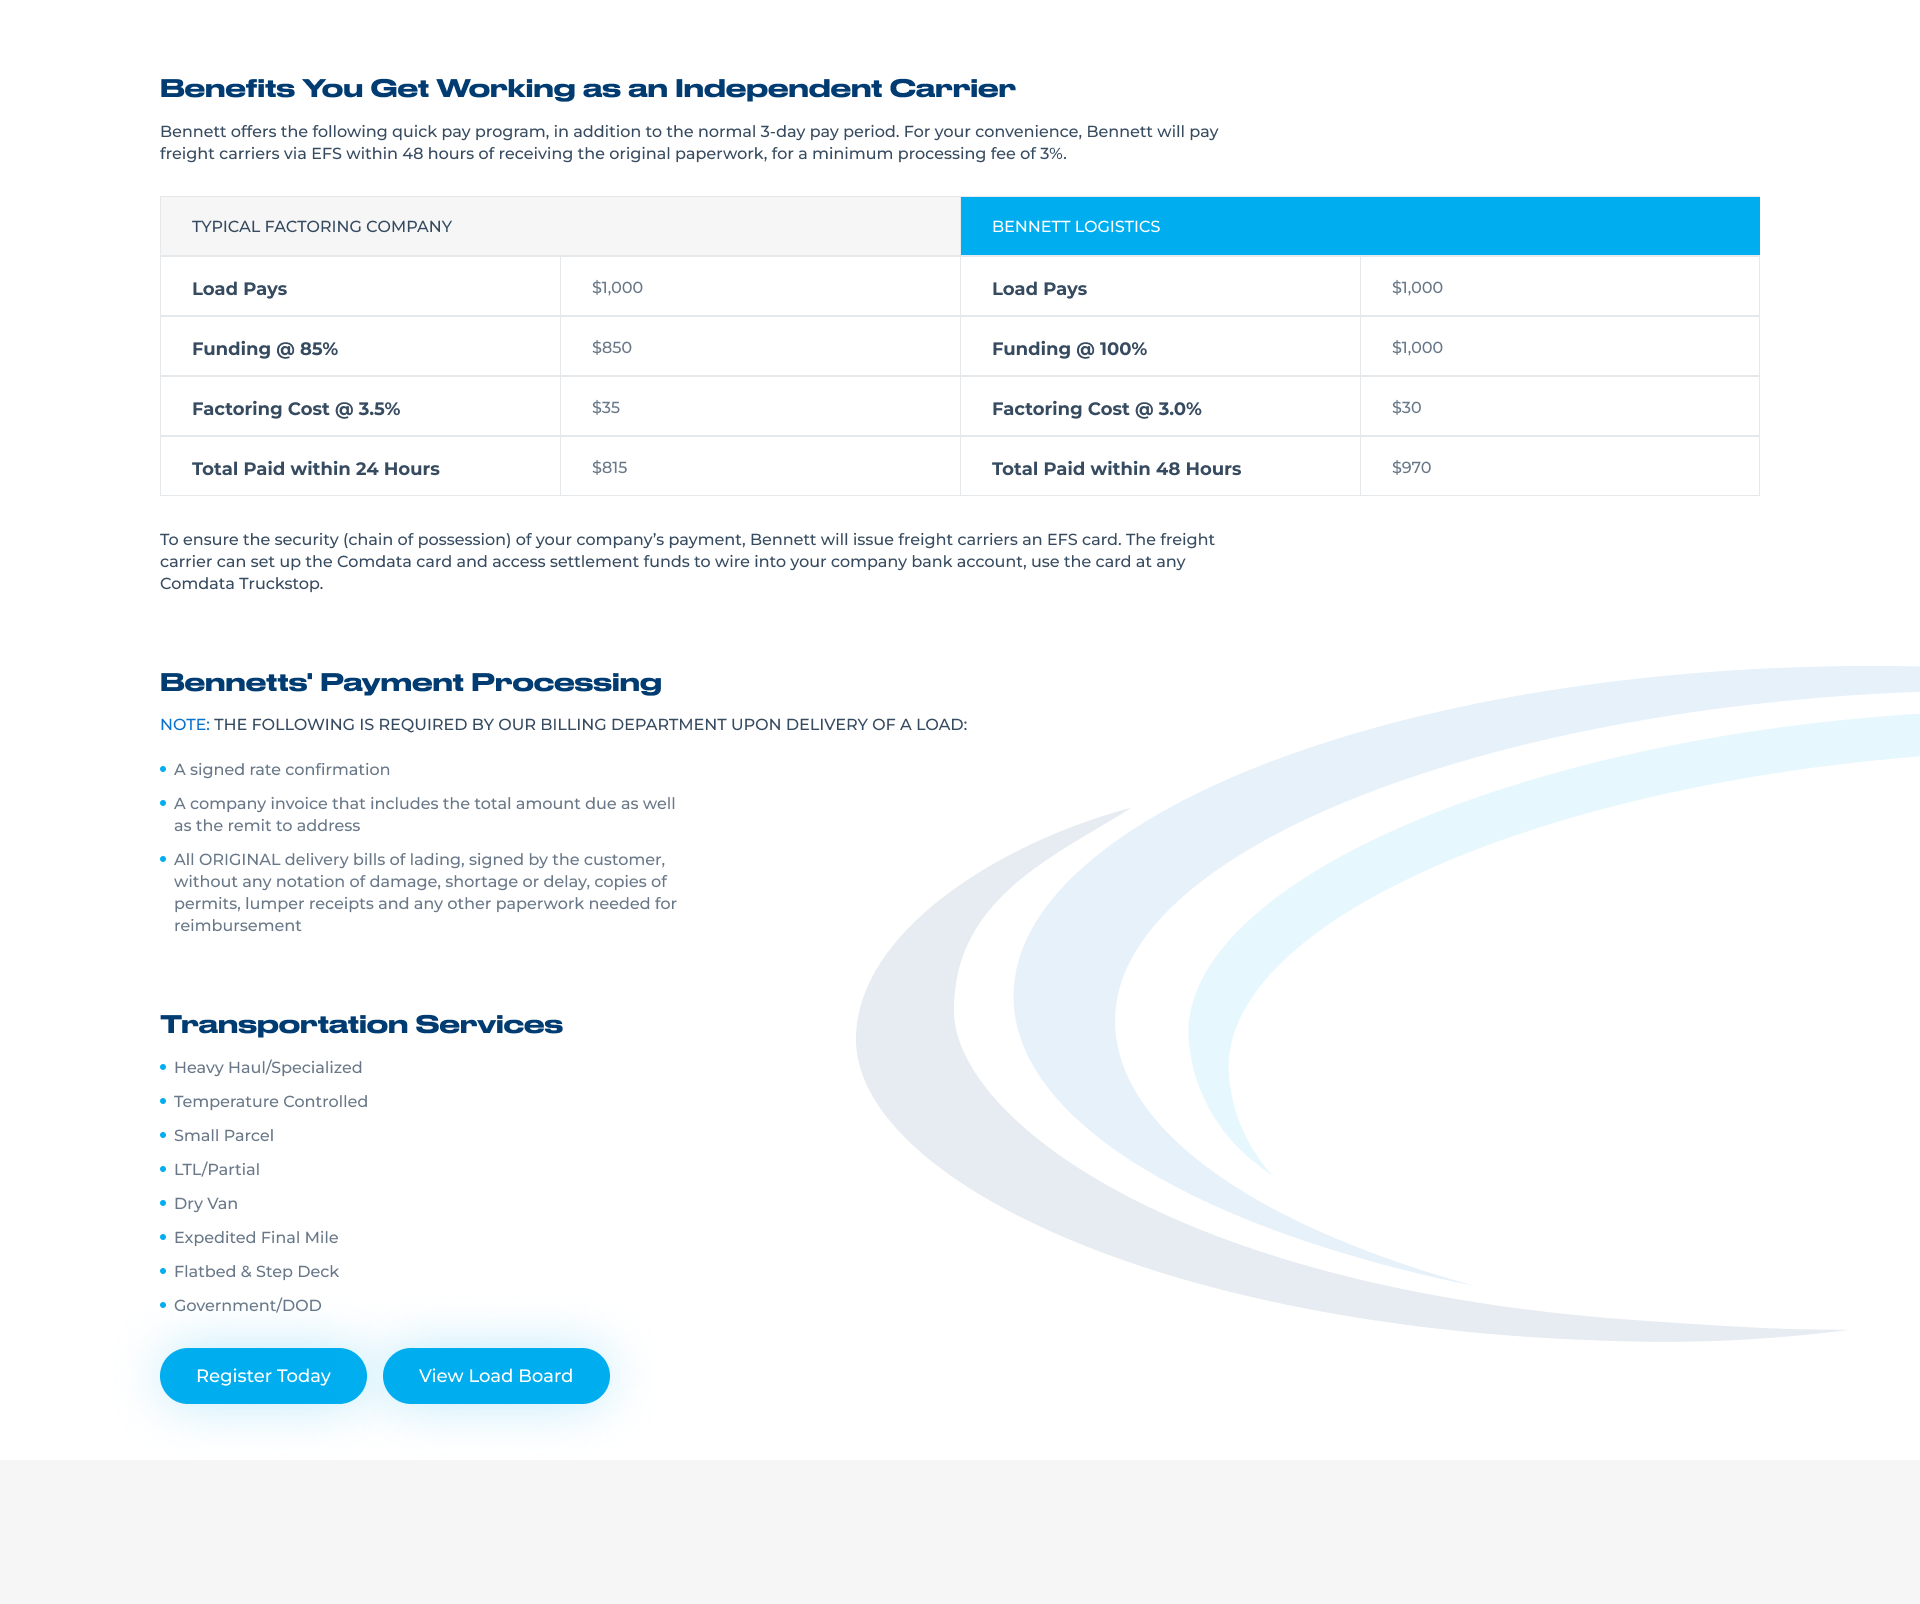 Benefits You Get Working as an Independent Carrier
Bennett offers the following quick pay program, in addition to the normal 3-day pay period. For your convenience, Bennett will pay
freight carriers via EFS within 48 hours of receiving the original paperwork, for a minimum processing fee of 3%.
TYPICAL FACTORING COMPANY BENNETT LOGISTICS
Load Pays $1,000 Load Pays $1,000
Funding @ 85% $850 Funding @ 100% $1,000
Factoring Cost @ 3.5% $35 Factoring Cost @ 3.0% $30
Total Paid within 24 Hours $815 Total Paid within 48 Hours $970
To ensure the security (chain of possession) of your company’s payment, Bennett will issue freight carriers an EFS card. The freight
carrier can set up the Comdata card and access settlement funds to wire into your company bank account, use the card at any
Comdata Truckstop.
Bennetts' Payment Processing
NOTE: THE FOLLOWING IS REQUIRED BY OUR BILLING DEPARTMENT UPON DELIVERY OF A LOAD:
A signed rate confirmation
A company invoice that includes the total amount due as well
as the remit to address
All ORIGINAL delivery bills of lading, signed by the customer,
without any notation of damage, shortage or delay, copies of
permits, lumper receipts and any other paperwork needed for
reimbursement
Transportation Services
Heavy Haul/Specialized
Temperature Controlled
Small Parcel
LTL/Partial
Dry Van
Expedited Final Mile
Flatbed & Step Deck
Government/DOD
Register Today View Load Board